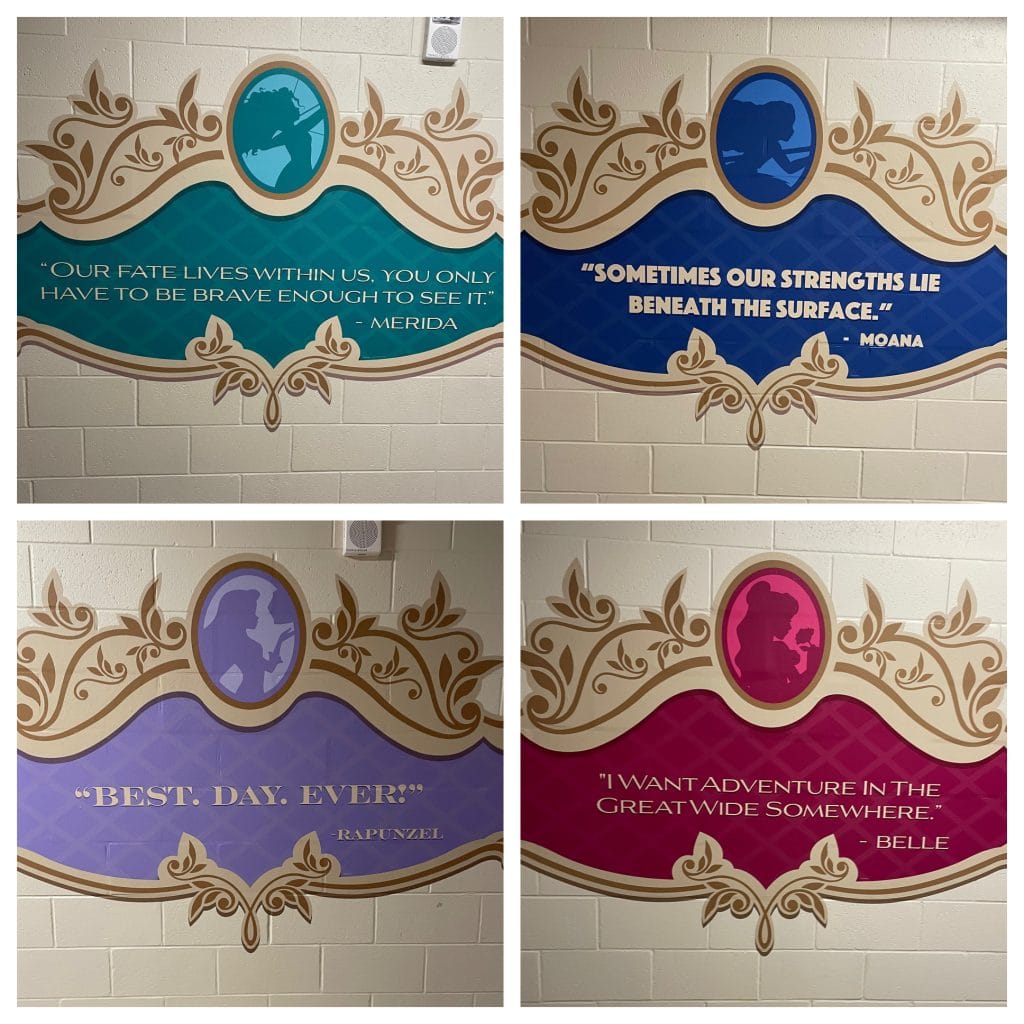 “OUR FATE LIVES WITHIN US, YOU ONLY
HAVE TO BE BRAVE ENOUGH TO SEE IT.”
- MERIDA
“SOMETIMES OUR STRENGTHS LIE
BENEATH THE SURFACE.”
- MOANA
“BEST. DAY. EVER!”
-RAPUNZEL
"I WANT ADVENTURE IN THE
GREAT WIDE SOMEWHERE.”
- BELLE